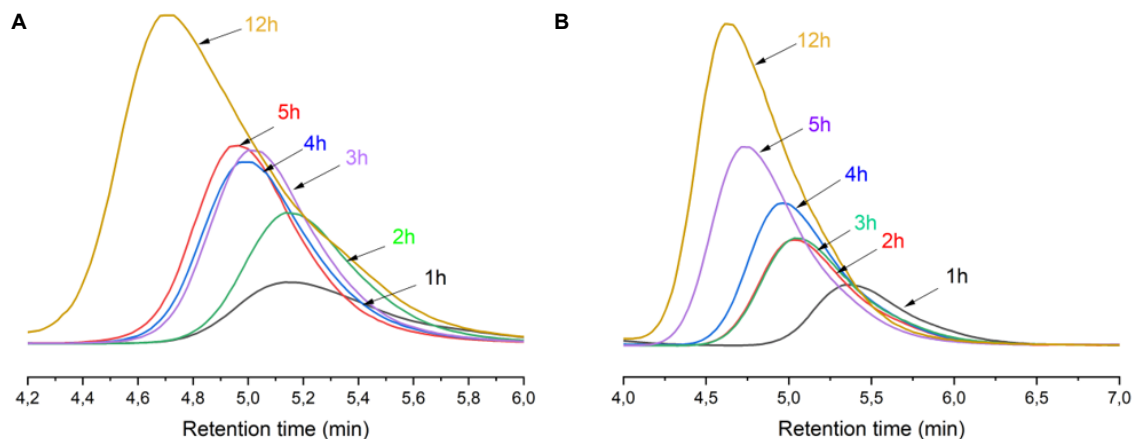 A
12h
5h
4h
3h
2h
1h
4,2 4,4 4,6 4,8 5,0 5,2 5,4 5,6 5,8 6,0
Retention time (min)
B
12h
5h
4h
3h
2h
1h
4,0 4,5 5,0 5,5 6,0 6,5 7,0
Retention time (min)